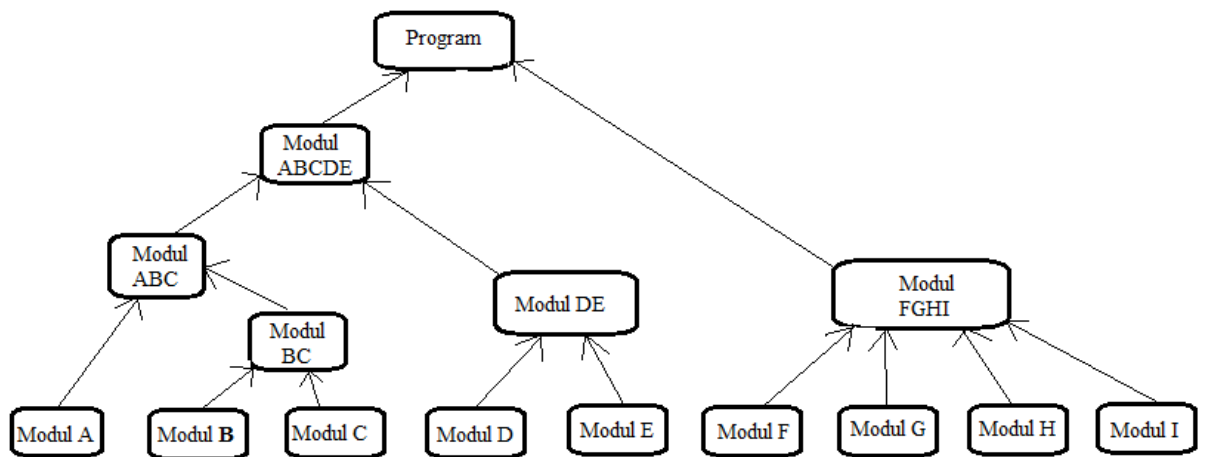 Program
Modul
ABCDE
Modul
ABC
Modul DE
Modul
FGHI
Modul
BC
Modul A
Modul B
Modul C
Modul D
Modul E
Modul F
Modul G
Modul H
Modul I